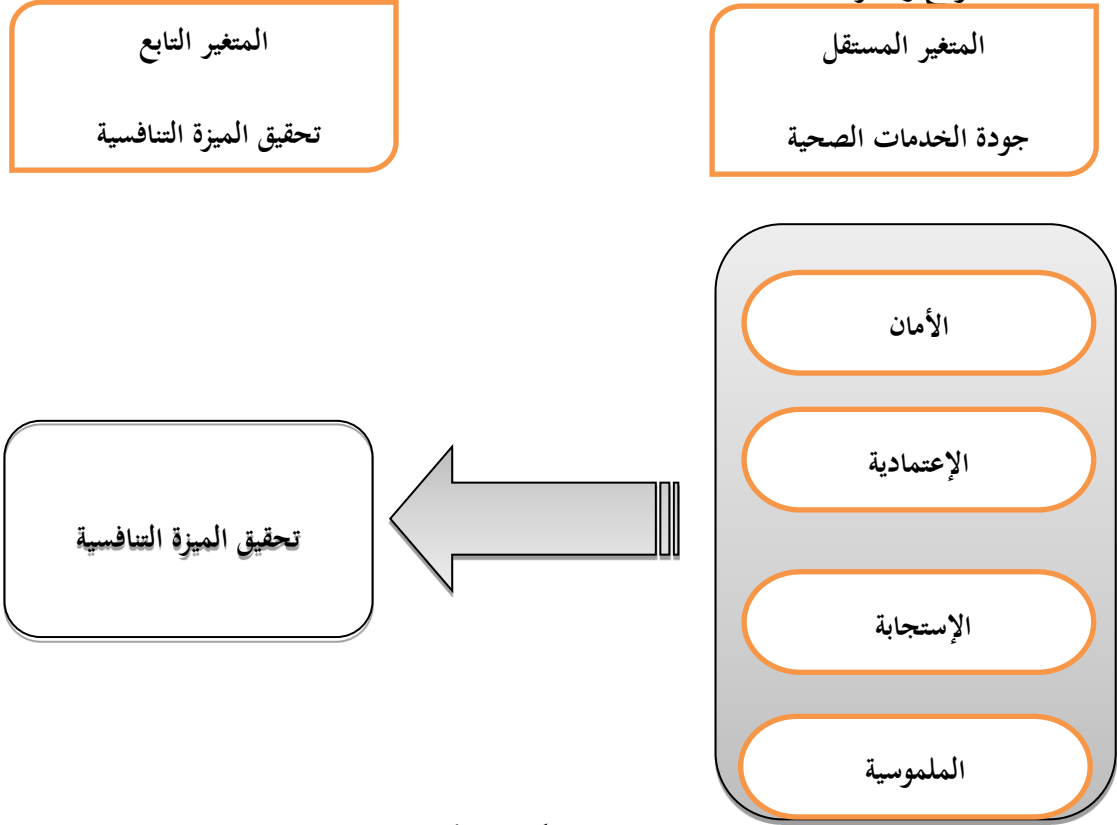 المتغير المستقل
جودة الخدمات الصحية
المتغير التابع
تحقيق الميزة التنافسية
الأمان
الإعتمادية
الإستجابة
الملموسية
تحقيق الميزة التنافسية